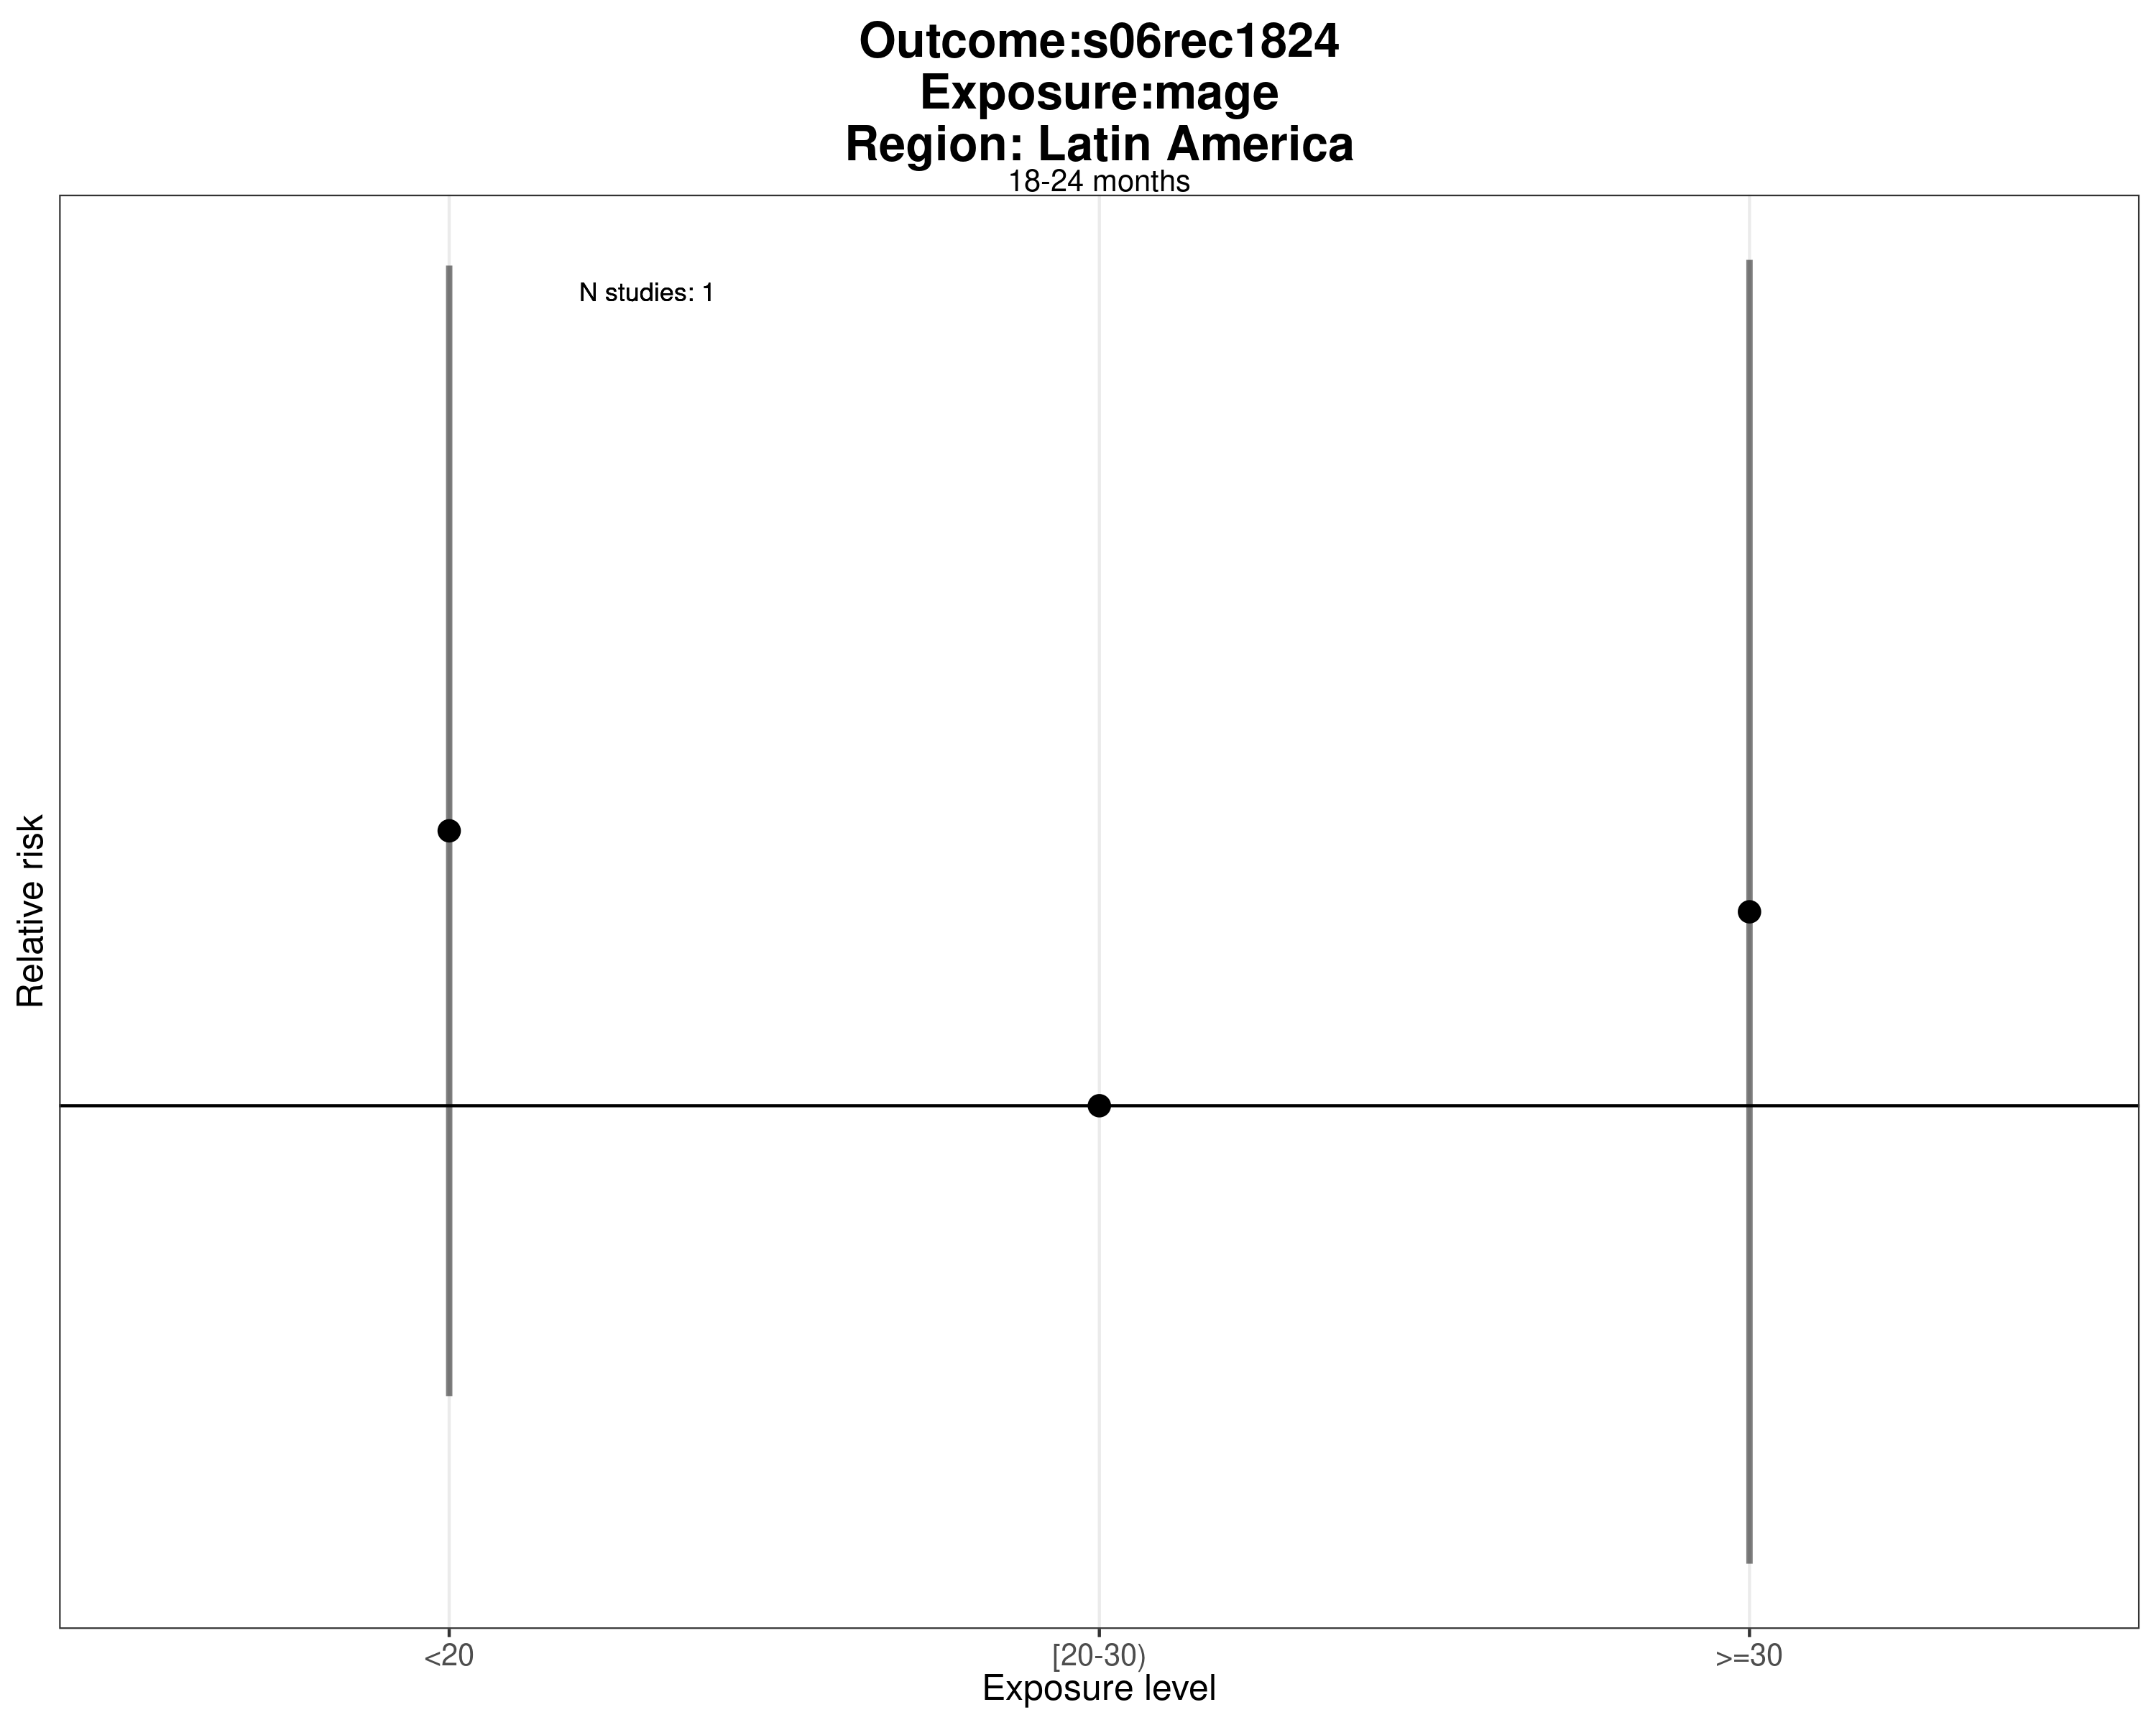 Outcome:s06rec1824
Exposure:mage
Region: Latin America
18-24 months
N studies: 1
Relative risk
<20
[20-30)
>=30
Exposure level